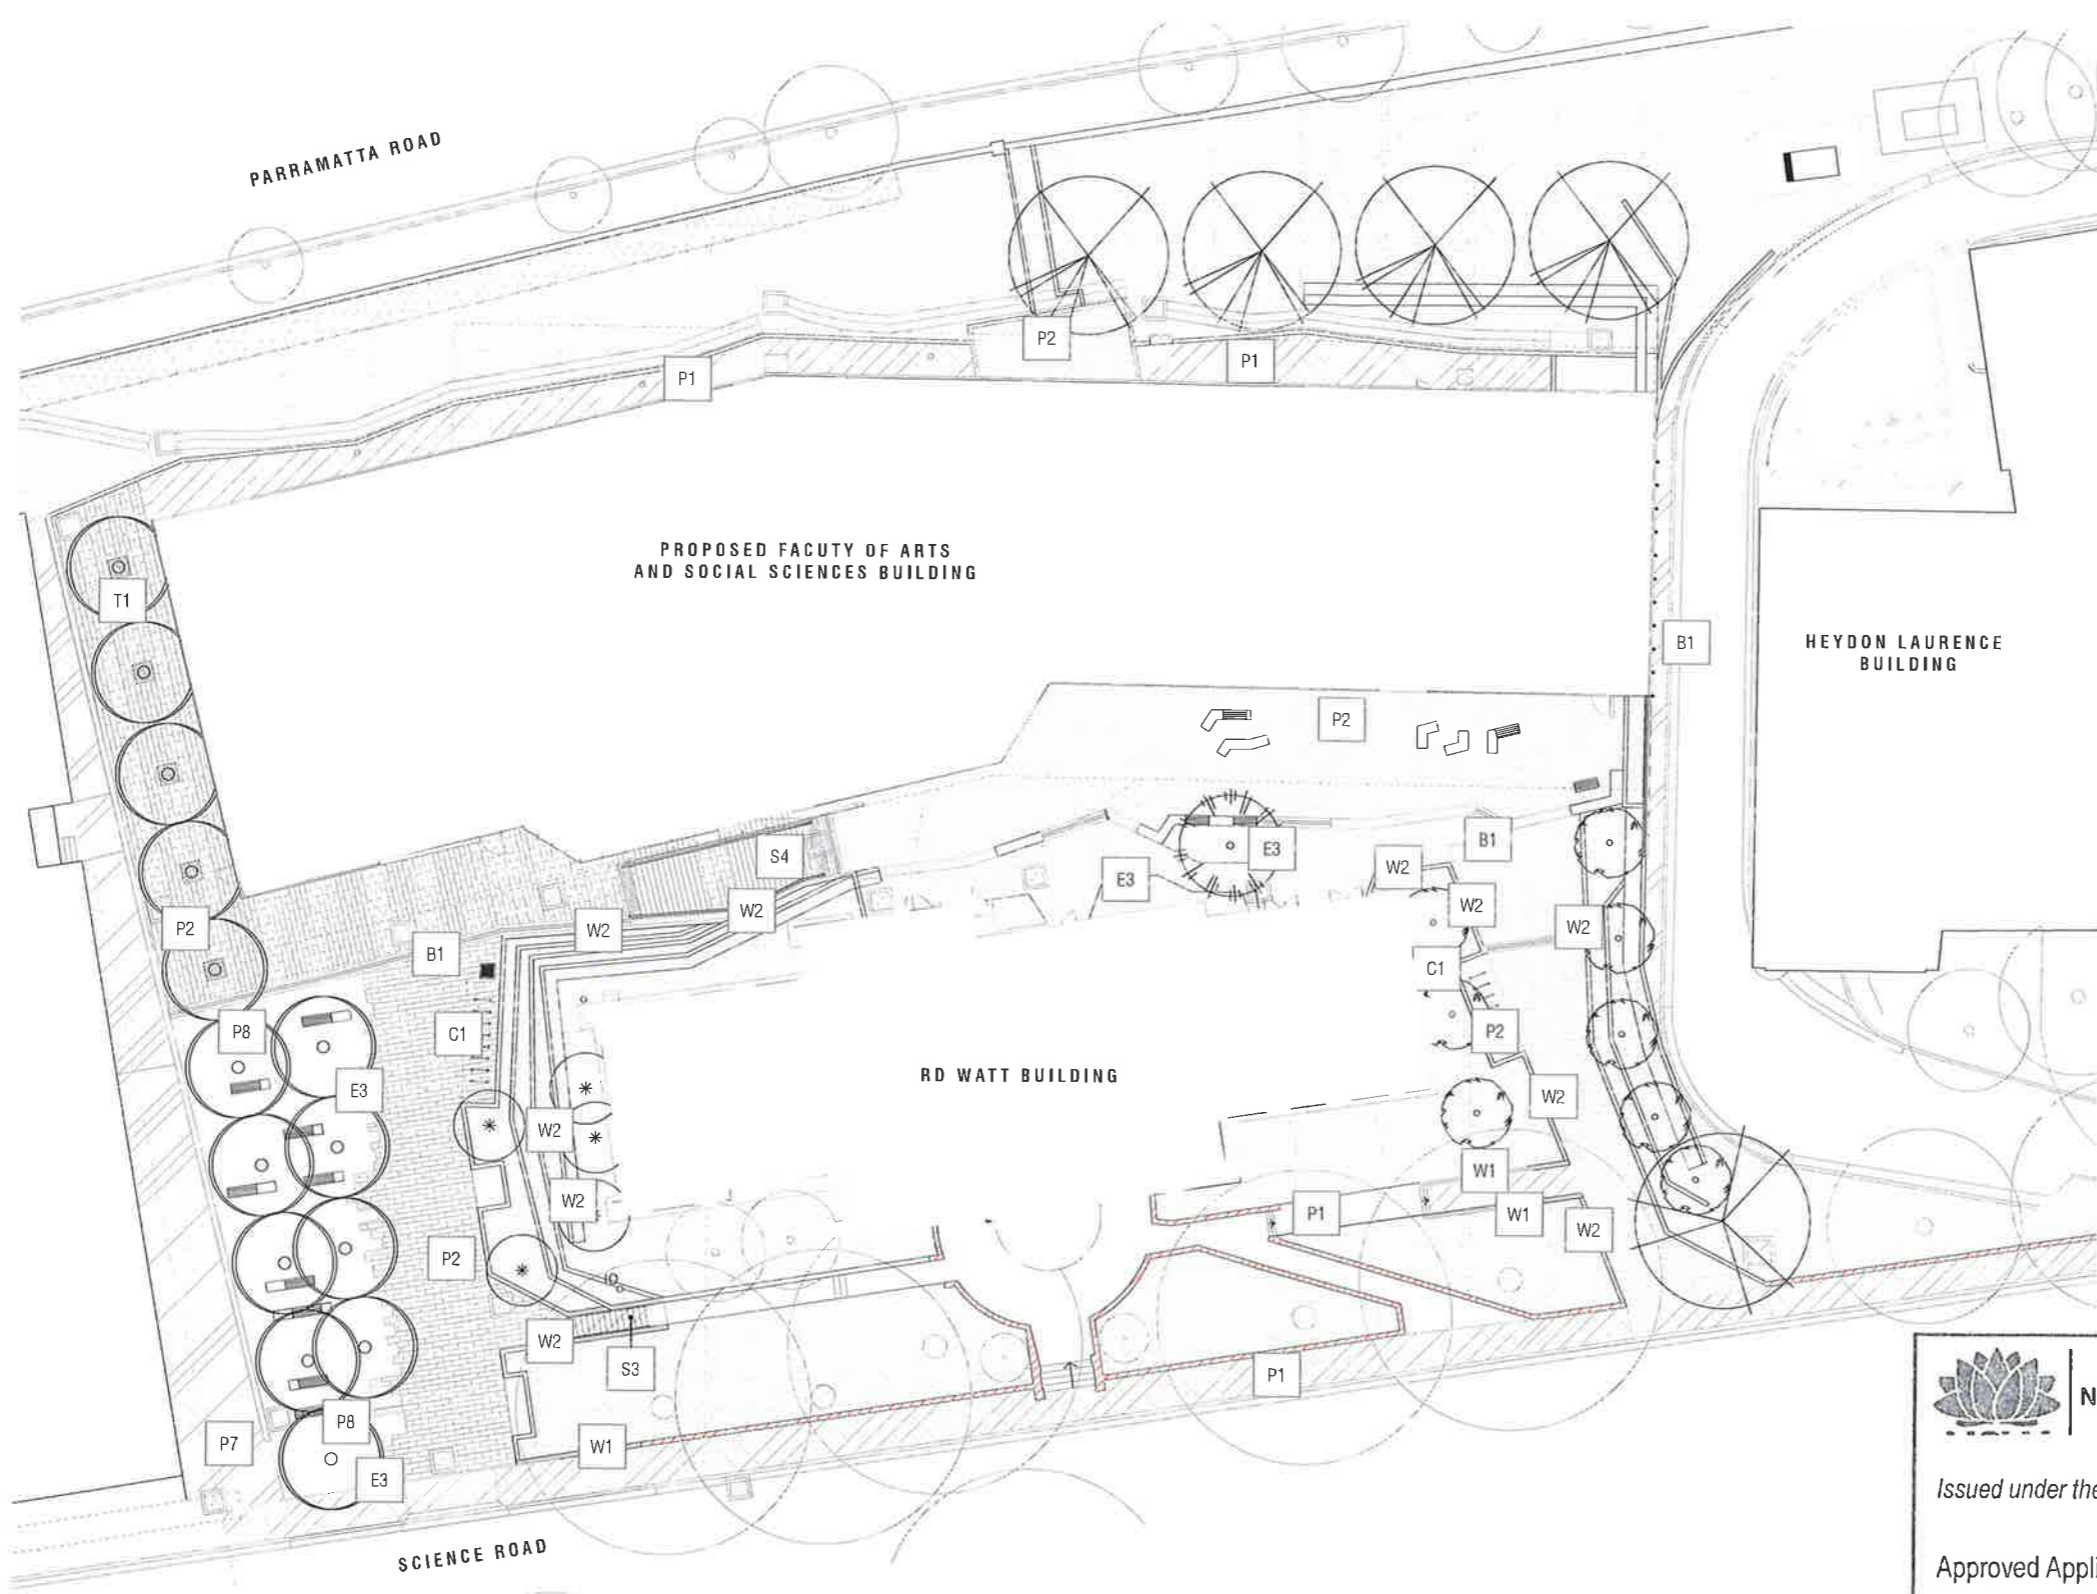 PARRAMATTA ROAD
P2
P1
P1
PROPOSED FACUTY OF ARTS
AND SOCIAL SCIENCES BUILDING
T1
B1
HEYDON LAURENCE
BUILDING
P2
S4
B1
E3
W2
E3
W2
W2
W2
P2
W2
B1
C1
C1
P8
P2
RD WATT BUILDING
E3
W2
W2
W1
W2
P1
W1
W2
P2
W2
S3
P1
P8
P7
W1
E3
N
Issued under the
SCIENCE ROAD
Approved Appli